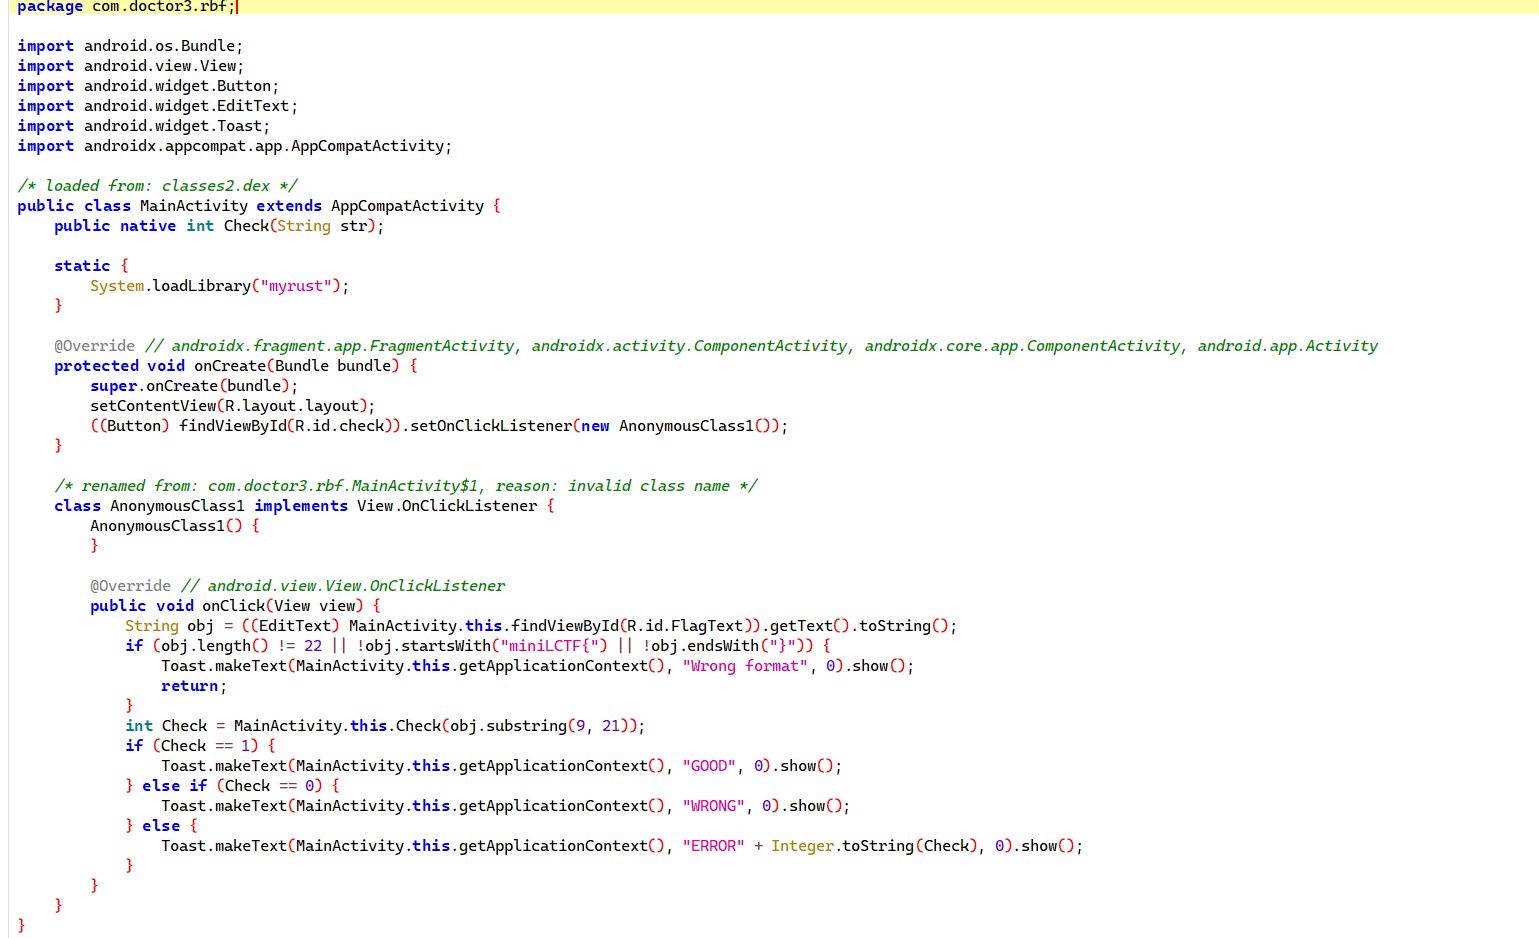 package com.doctor3.rbf;
import android.os.Bundle;
import android.view.View;
import android.widget.Button;
import android.widget.EditText;
import android.widget.Toast;
import androidx.appcompat.app.AppCompatActivity;
/* loaded from: classes2.dex */
public class MainActivity extends AppCompatActivity {
    public native int Check(String str);
    static {
        System.loadLibrary("myrust");
    }
    @Override // androidx.fragment.app.FragmentActivity, androidx.activity.ComponentActivity, androidx.core.app.ComponentActivity, android.app.Activity
    protected void onCreate(Bundle bundle) {
        super.onCreate(bundle);
        setContentView(R.layout.layout);
        ((Button) findViewById(R.id.check)).setOnClickListener(new AnonymousClass1());
    }
    /* renamed from: com.doctor3.rbf.MainActivity$1, reason: invalid class name */
    class AnonymousClass1 implements View.OnClickListener {
        AnonymousClass1() {
        }
        @Override // android.view.View.OnClickListener
        public void onClick(View view) {
            String obj = ((EditText) MainActivity.this.findViewById(R.id.FlagText)).getText().toString();
            if (obj.length() != 22 || !obj.startsWith("miniLCTF{") || !obj.endsWith("}")) {
                Toast.makeText(MainActivity.this.getApplicationContext(), "Wrong format", 0).show();
                return;
            }
            int Check = MainActivity.this.Check(obj.substring(9, 21));
            if (Check == 1) {
                Toast.makeText(MainActivity.this.getApplicationContext(), "GOOD", 0).show();
            } else if (Check == 0) {
                Toast.makeText(MainActivity.this.getApplicationContext(), "WRONG", 0).show();
            } else {
                Toast.makeText(MainActivity.this.getApplicationContext(), "ERROR" + Integer.toString(Check), 0).show();
            }
        }
    }
}